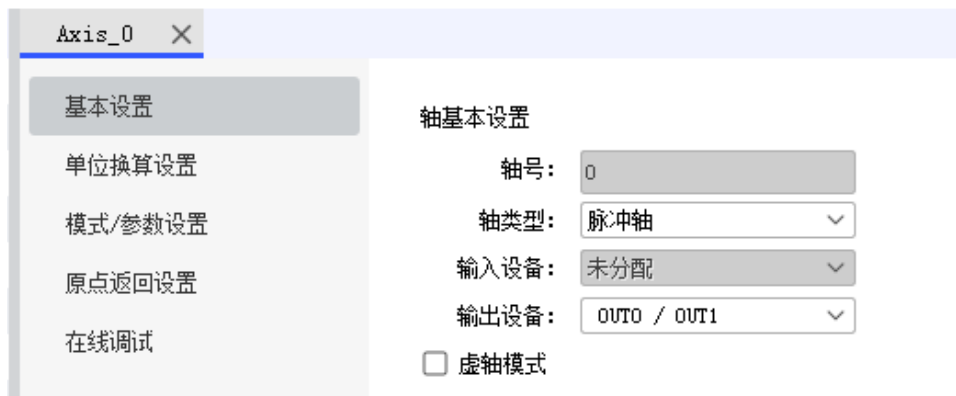 Axis_0
基本设置
单位换算设置
模式/参数设置
原点返回设置
在线调试
轴基本设置
轴号: 0
轴类型: 脉冲轴
输入设备: 未分配
输出设备: OUT0 / OUT1
虚轴模式